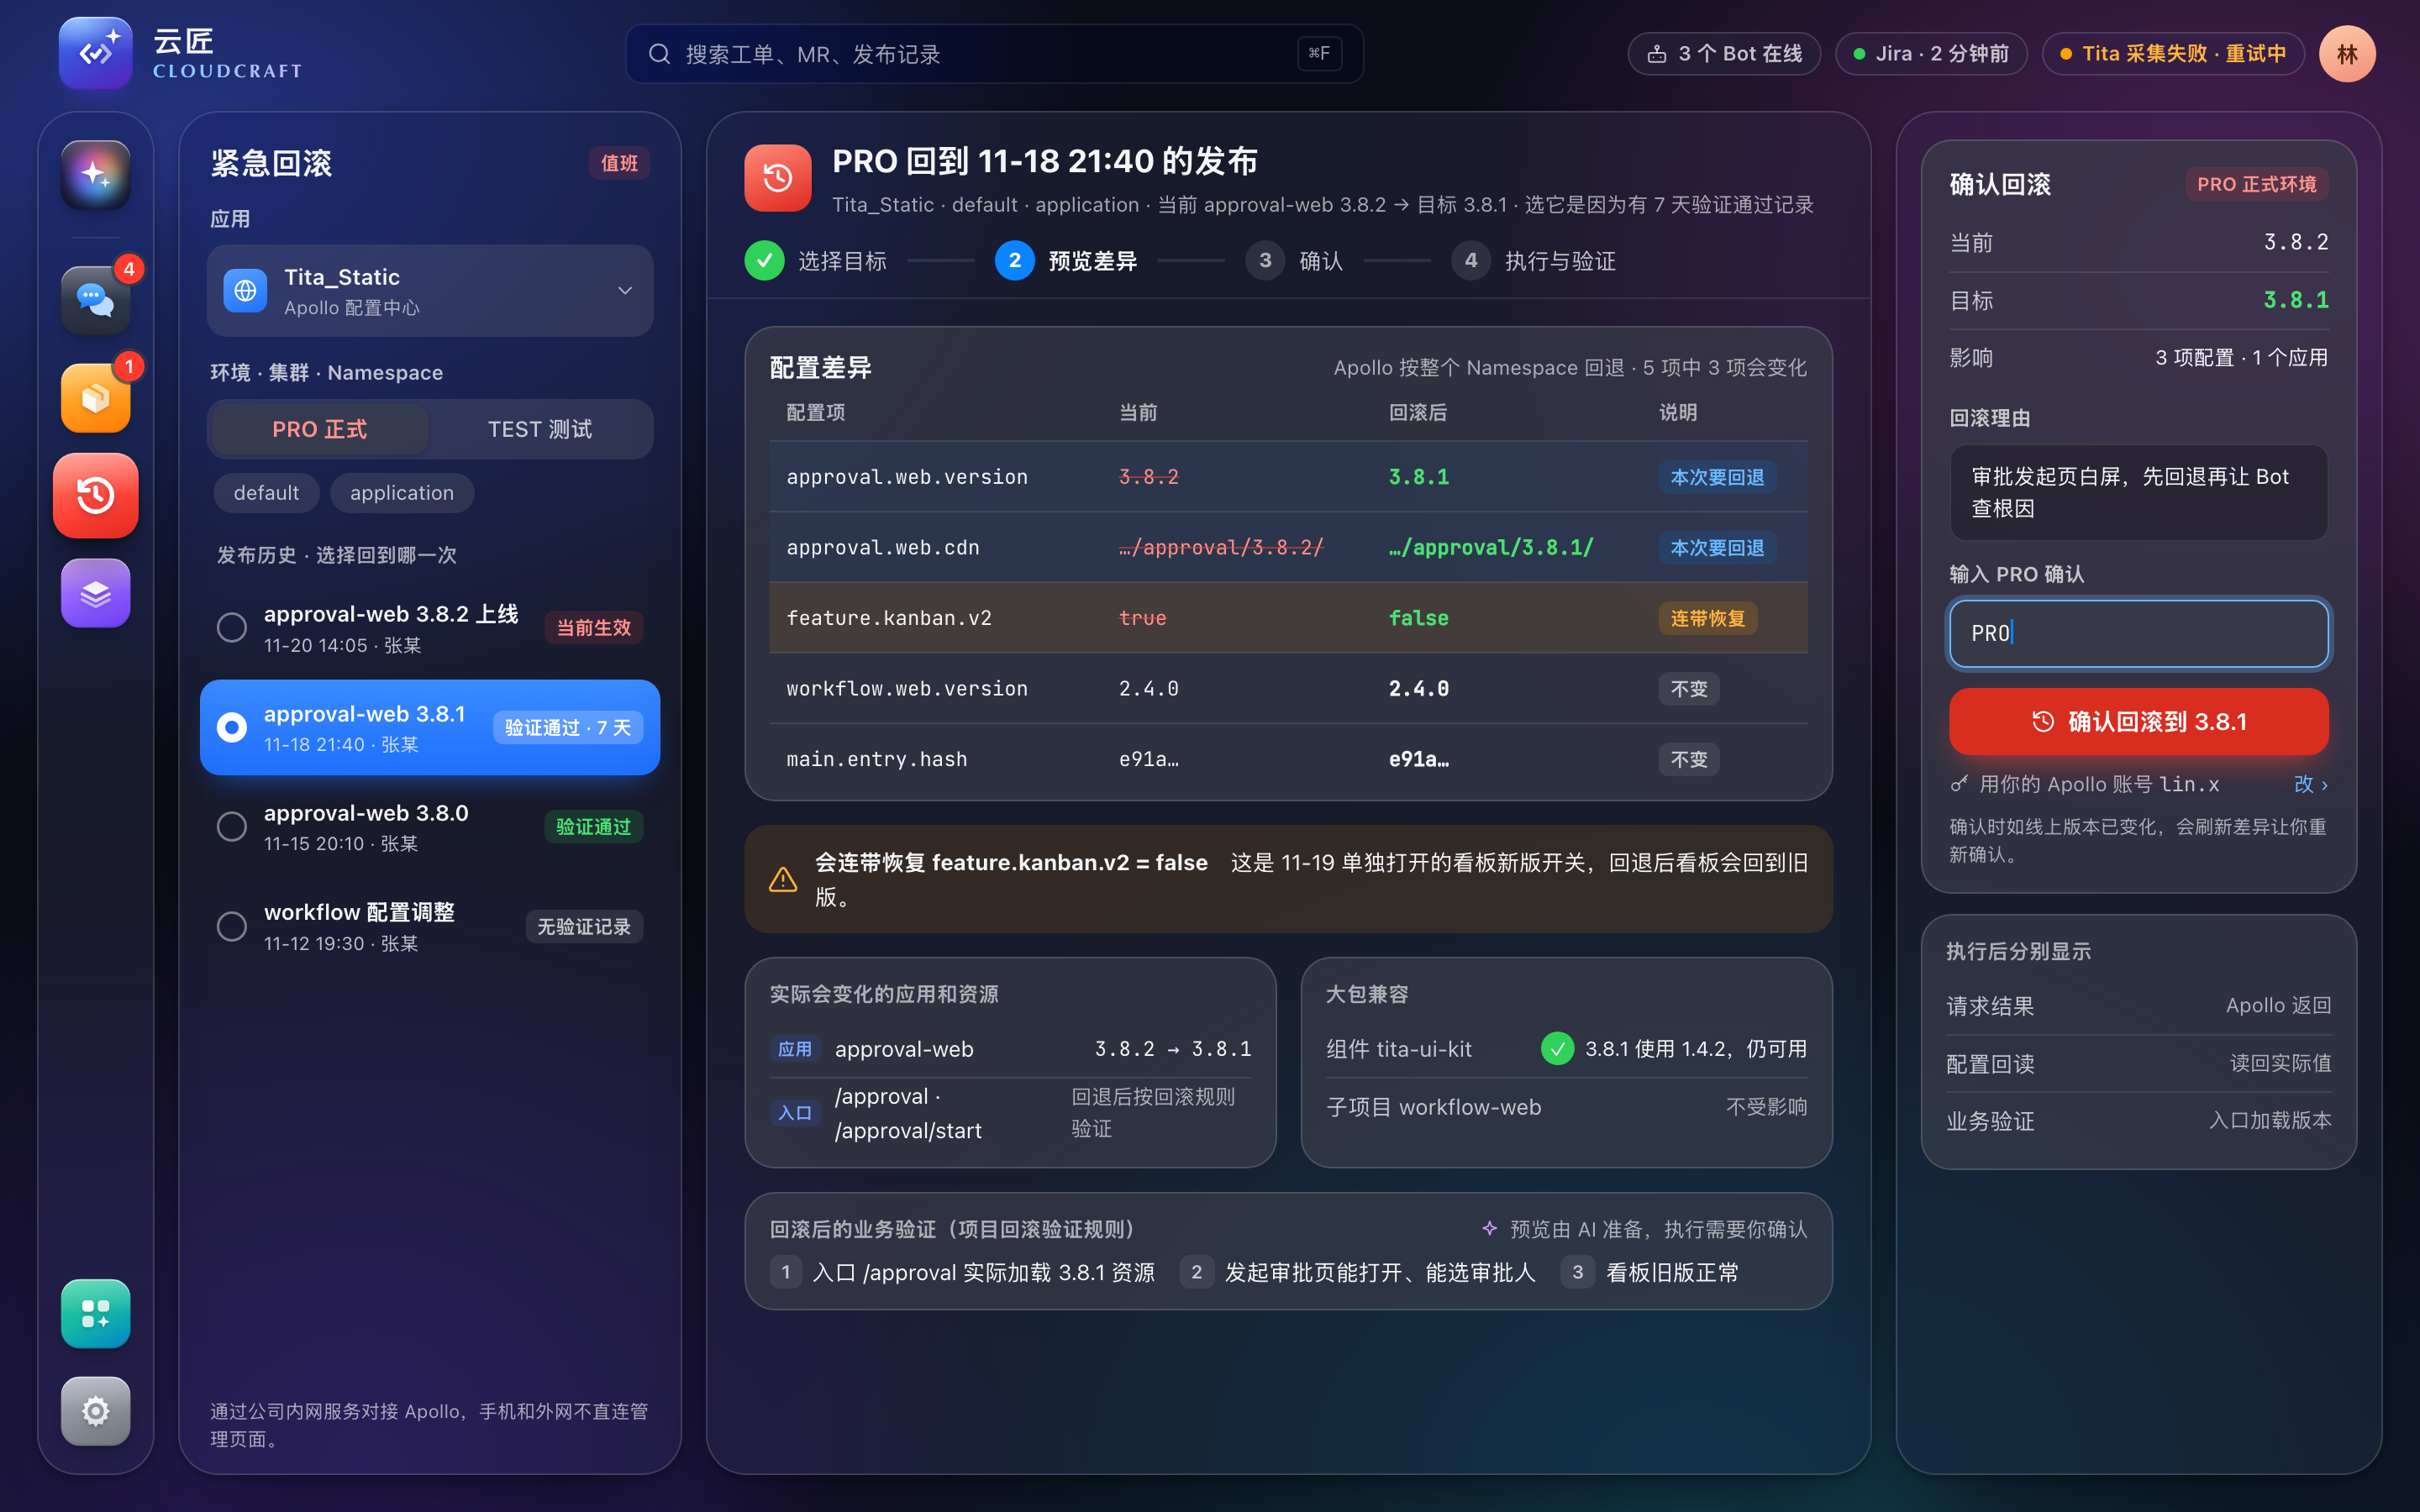 云匠
CLOUDCRAFT
搜索工单、MR、发布记录
⌘F
3 个 Bot 在线
Jira · 2 分钟前
Tita 采集失败 · 重试中
林
4
1
紧急回滚
值班
应用
Tita_Static
Apollo 配置中心
环境 · 集群 · Namespace
PRO 正式
TEST 测试
default
application
发布历史 · 选择回到哪一次
approval-web 3.8.2 上线
11-20 14:05 · 张某
当前生效
approval-web 3.8.1
11-18 21:40 · 张某
验证通过 · 7 天
approval-web 3.8.0
11-15 20:10 · 张某
验证通过
workflow 配置调整
11-12 19:30 · 张某
无验证记录
通过公司内网服务对接 Apollo，手机和外网不直连管
理页面。
PRO 回到 11-18 21:40 的发布
Tita_Static · default · application · 当前 approval-web 3.8.2 → 目标 3.8.1 · 选它是因为有 7 天验证通过记录
选择目标
2 预览差异
3 确认
4 执行与验证
配置差异
Apollo 按整个 Namespace 回退 · 5 项中 3 项会变化
配置项 当前 回滚后 说明
approval.web.version 3.8.2 3.8.1 本次要回退
approval.web.cdn …/approval/3.8.2/ …/approval/3.8.1/ 本次要回退
feature.kanban.v2 true false 连带恢复
workflow.web.version 2.4.0 2.4.0 不变
main.entry.hash e91a… e91a… 不变
会连带恢复 feature.kanban.v2 = false 这是 11-19 单独打开的看板新版开关，回退后看板会回到旧
版。
实际会变化的应用和资源
应用 approval-web 3.8.2 → 3.8.1
入口 /approval ·
/approval/start
回退后按回滚规则
验证
大包兼容
组件 tita-ui-kit 3.8.1 使用 1.4.2，仍可用
子项目 workflow-web 不受影响
回滚后的业务验证（项目回滚验证规则）
预览由 AI 准备，执行需要你确认
1 入口 /approval 实际加载 3.8.1 资源 2 发起审批页能打开、能选审批人 3 看板旧版正常
确认回滚
PRO 正式环境
当前 3.8.2
目标 3.8.1
影响 3 项配置 · 1 个应用
回滚理由
审批发起页白屏，先回退再让 Bot
查根因
输入 PRO 确认
PRO
确认回滚到 3.8.1
用你的 Apollo 账号 lin.x 改 ›
确认时如线上版本已变化，会刷新差异让你重
新确认。
执行后分别显示
请求结果 Apollo 返回
配置回读 读回实际值
业务验证 入口加载版本